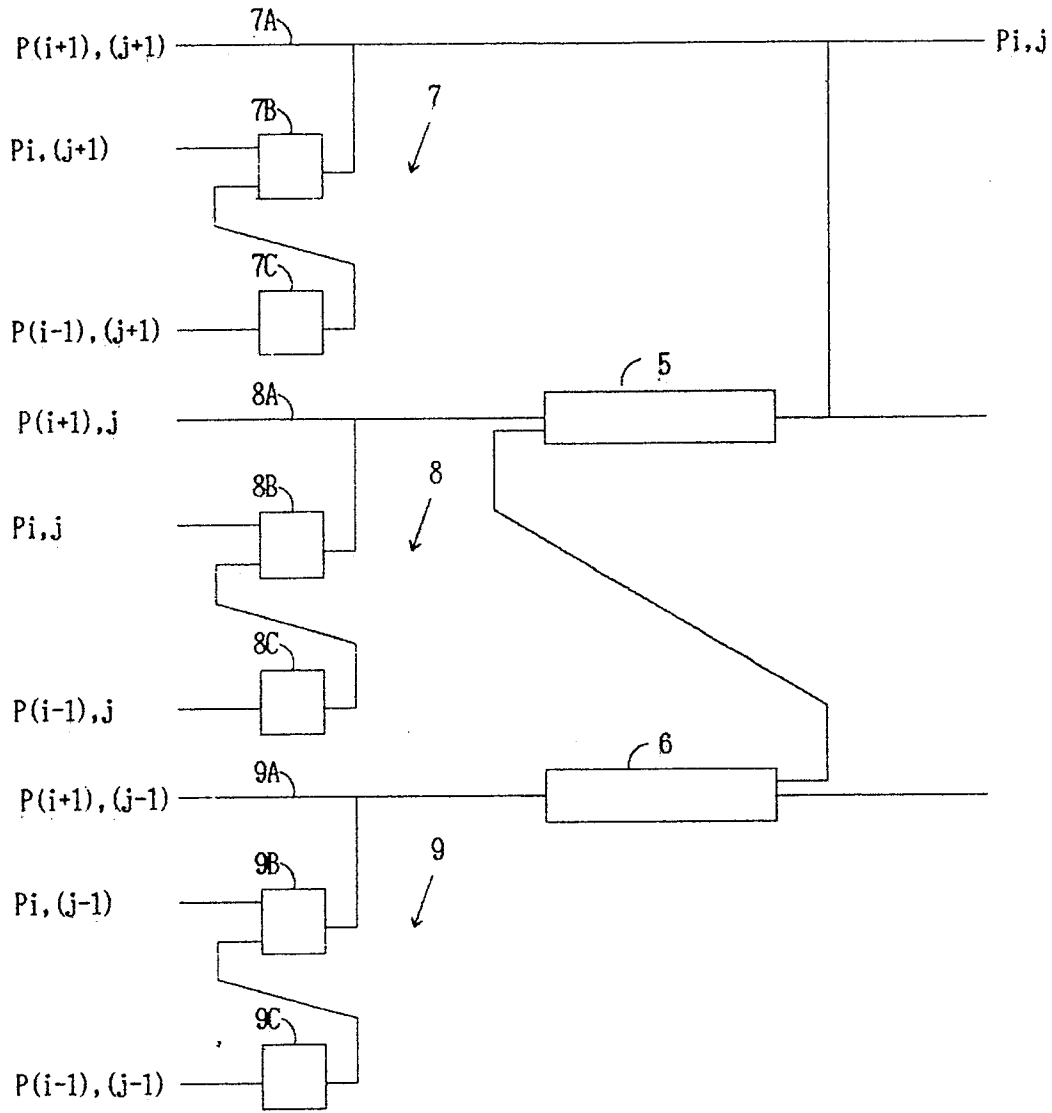 7A
P(i+1),(j+1)
Pi,j
7B
7
Pi,(j+1)
7C
P(i-1),(j+1)
5
8A
P(i+1),j
8
8B
Pi,j
8C
P(i-1),j
6
9A
P(i+1),(j-1)
9
9B
Pi,(j-1)
9C
P(i-1),(j-1)